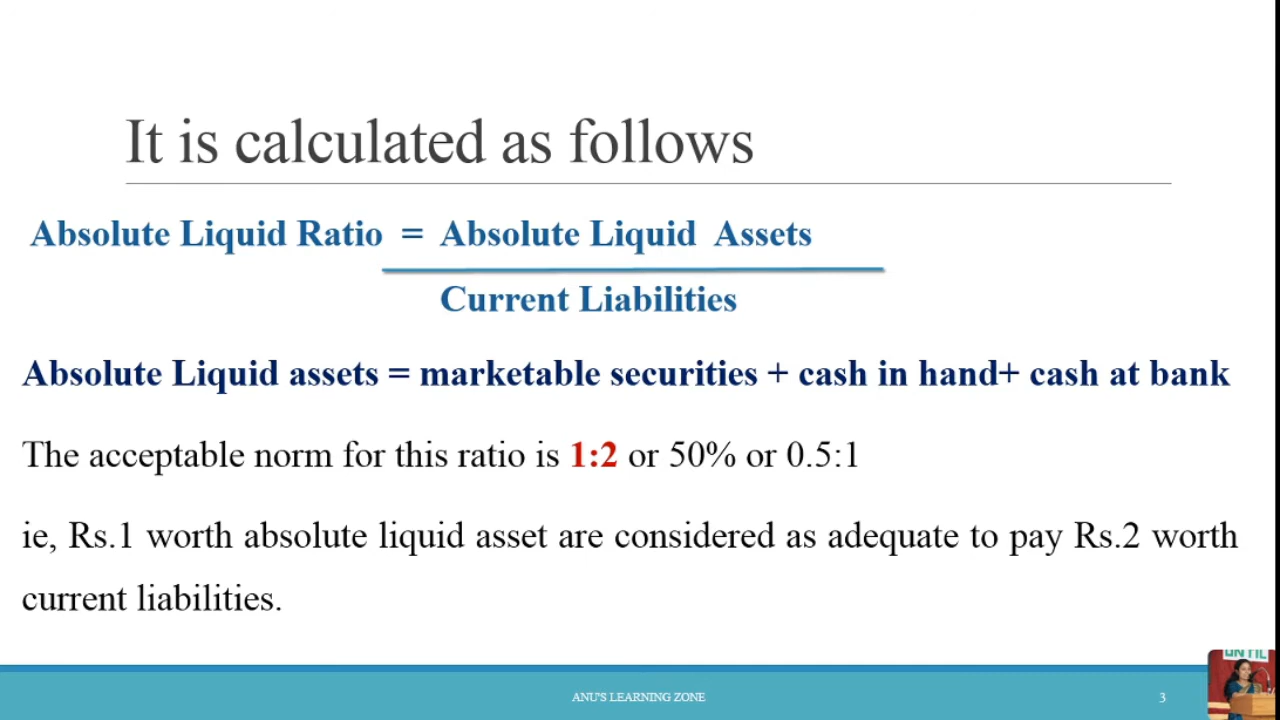 It is calculated as follows
Absolute Liquid Ratio = Absolute Liquid Assets
Current Liabilities
Absolute Liquid assets = marketable securities + cash in hand+ cash at bank
The acceptable norm for this ratio is 1:2 or 50% or 0.5:1
ie, Rs.1 worth absolute liquid asset are considered as adequate to pay Rs.2 worth
current liabilities.
ANU'S LEARNING ZONE
3